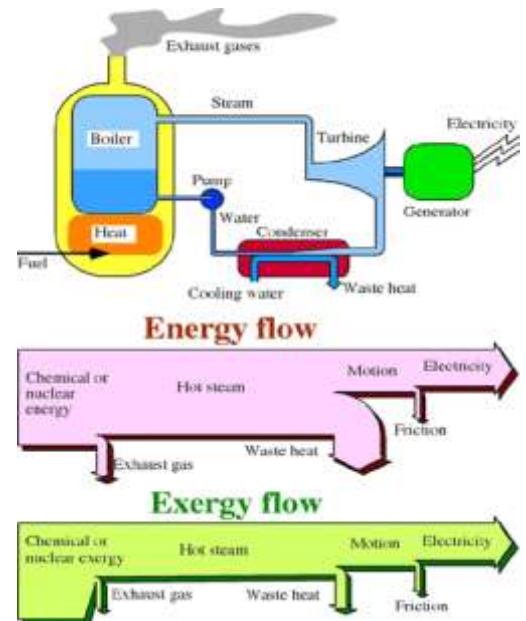 Exhaust gases
Steam
Boiler
Turbine
Electricity
Pump
Generator
Water
Heat
Condenser
Fuel
Cooling water
Waste heat
Energy flow
Chemical or
nuclear
energy
Hot steam
Motion
Electricity
Friction
Waste heat
Exhaust gas
Exergy flow
Chemical or
nuclear exergy
Hot steam
Motion
Electricity
Exhaust gas
Waste heat
Friction